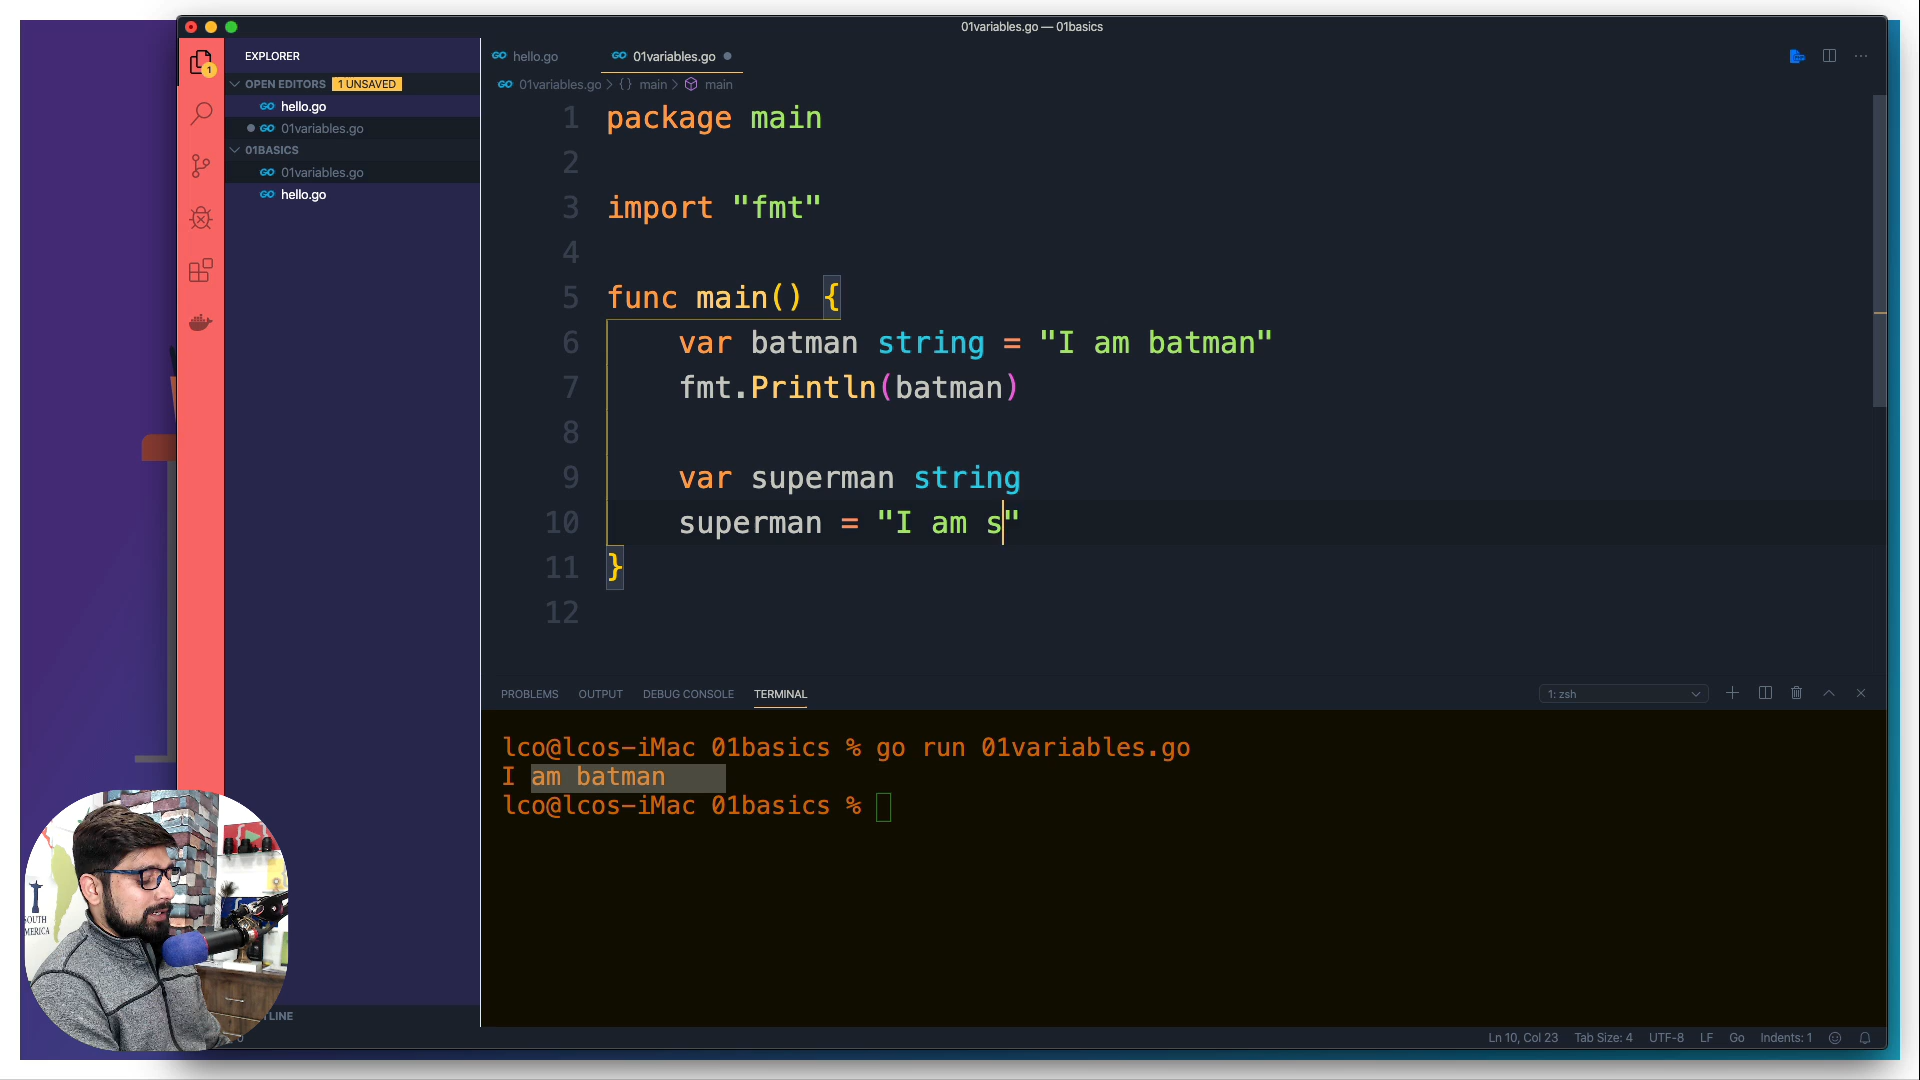 01variables.go — 01basics
EXPLORER
OPEN EDITORS 1 UNSAVED
hello.go
01variables.go
01BASICS
01variables.go
hello.go
1
hello.go 01variables.go
01variables.go > {} main > main
1 package main
2
3 import "fmt"
4
5 func main() {
6 var batman string = "I am batman"
7 fmt.Println(batman)
8
9 var superman string
10 superman = "I am s"
11 }
12
PROBLEMS OUTPUT DEBUG CONSOLE TERMINAL 1: zsh
lco@lcos-iMac 01basics % go run 01variables.go
I am batman
lco@lcos-iMac 01basics %
SOUTH
MERICA
TLINE
Ln 10, Col 23 Tab Size: 4 UTF-8 LF Go Indents: 1